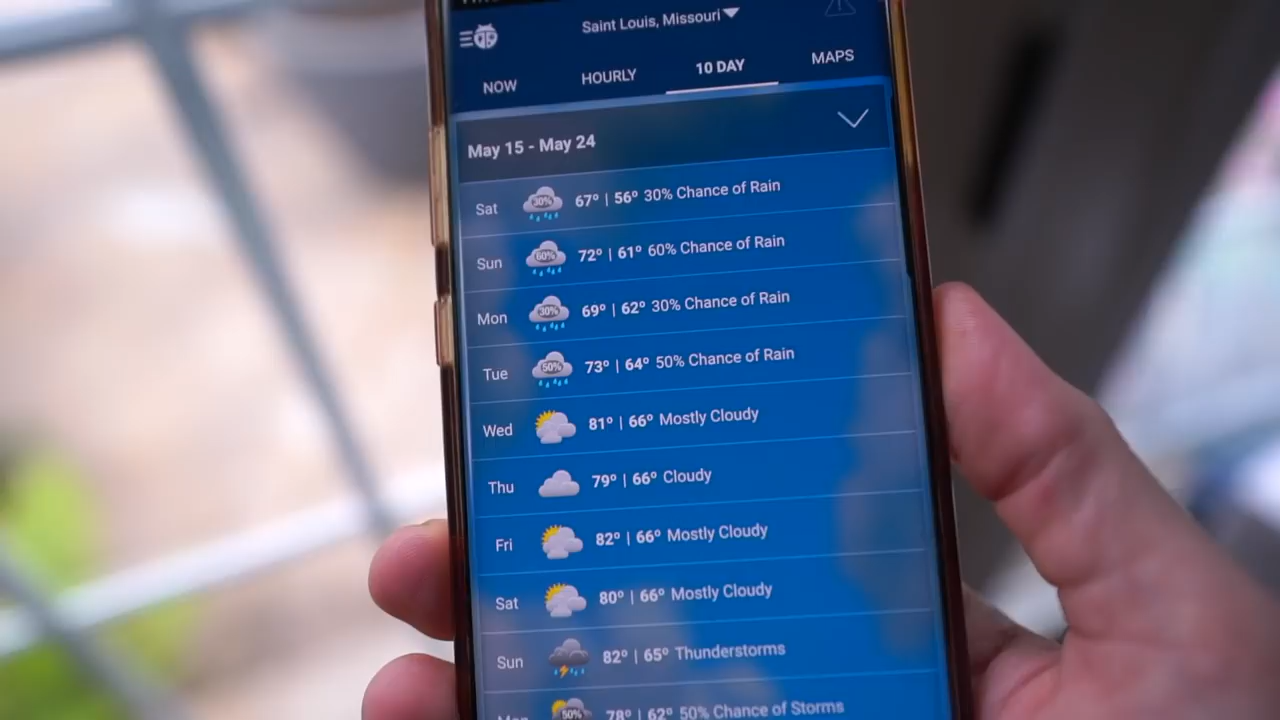 Saint Louis, Missouri
NOW HOURLY 10 DAY MAPS
May 15 - May 24
Sat 30% 67° | 56° 30% Chance of Rain
Sun 60% 72° | 61° 60% Chance of Rain
Mon 30% 69° | 62° 30% Chance of Rain
Tue 50% 73° | 64° 50% Chance of Rain
Wed 81° | 66° Mostly Cloudy
Thu 79° | 66° Cloudy
Fri 82° | 66° Mostly Cloudy
Sat 80° | 66° Mostly Cloudy
Sun 82° | 65° Thunderstorms
Mon 50% 78° | 62° 50% Chance of Storms